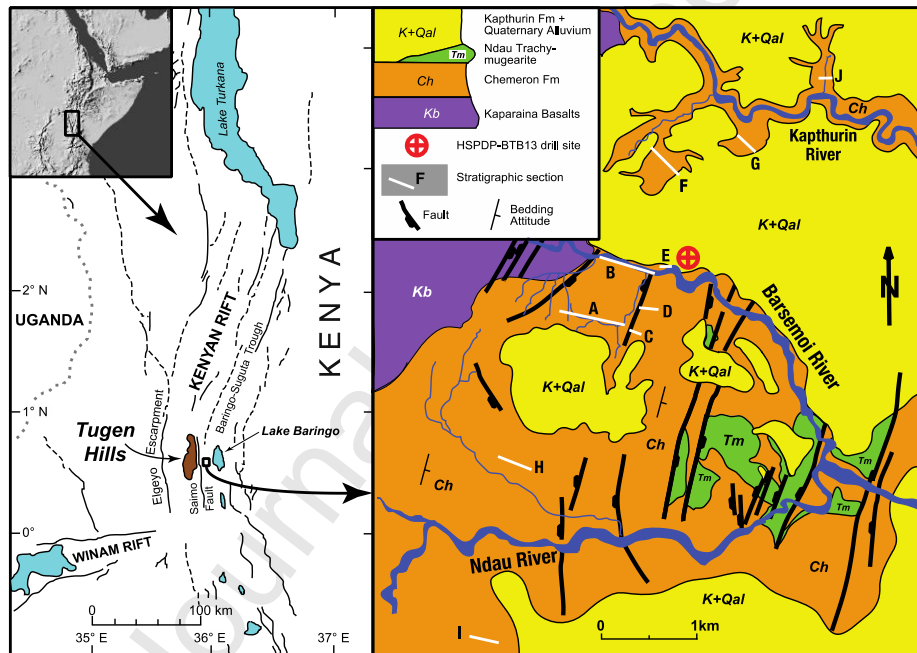 Lake Turkana
2° N
UGANDA
KENYAN RIFT
KENYA
Baringo-Suguta Trough
1° N
Elgeyo Escarpment
Tugen
Hills
Lake Baringo
Saimo
Fault
0°
WINAM RIFT
0
100 km
35° E
36° E
37° E
Journal
K+Qal
Kapthurin Fm +
Quaternary Alluvium
Tm
Ndau Trachy-
mugearite
Ch
Chemeron Fm
Kb
Kaparaina Basalts
HSPDP-BTB13 drill site
F
Stratigraphic section
Fault
Bedding
Attitude
K+Qal
J
Ch
Kapthurin
River
G
F
K+Qal
E
B
Kb
A
D
C
Barsemoi River
N
K+Qal
K+Qal
Ch
Tm
Tm
Tm
Tm
H
Ch
Ndau River
Ch
K+Qal
I
0
1km